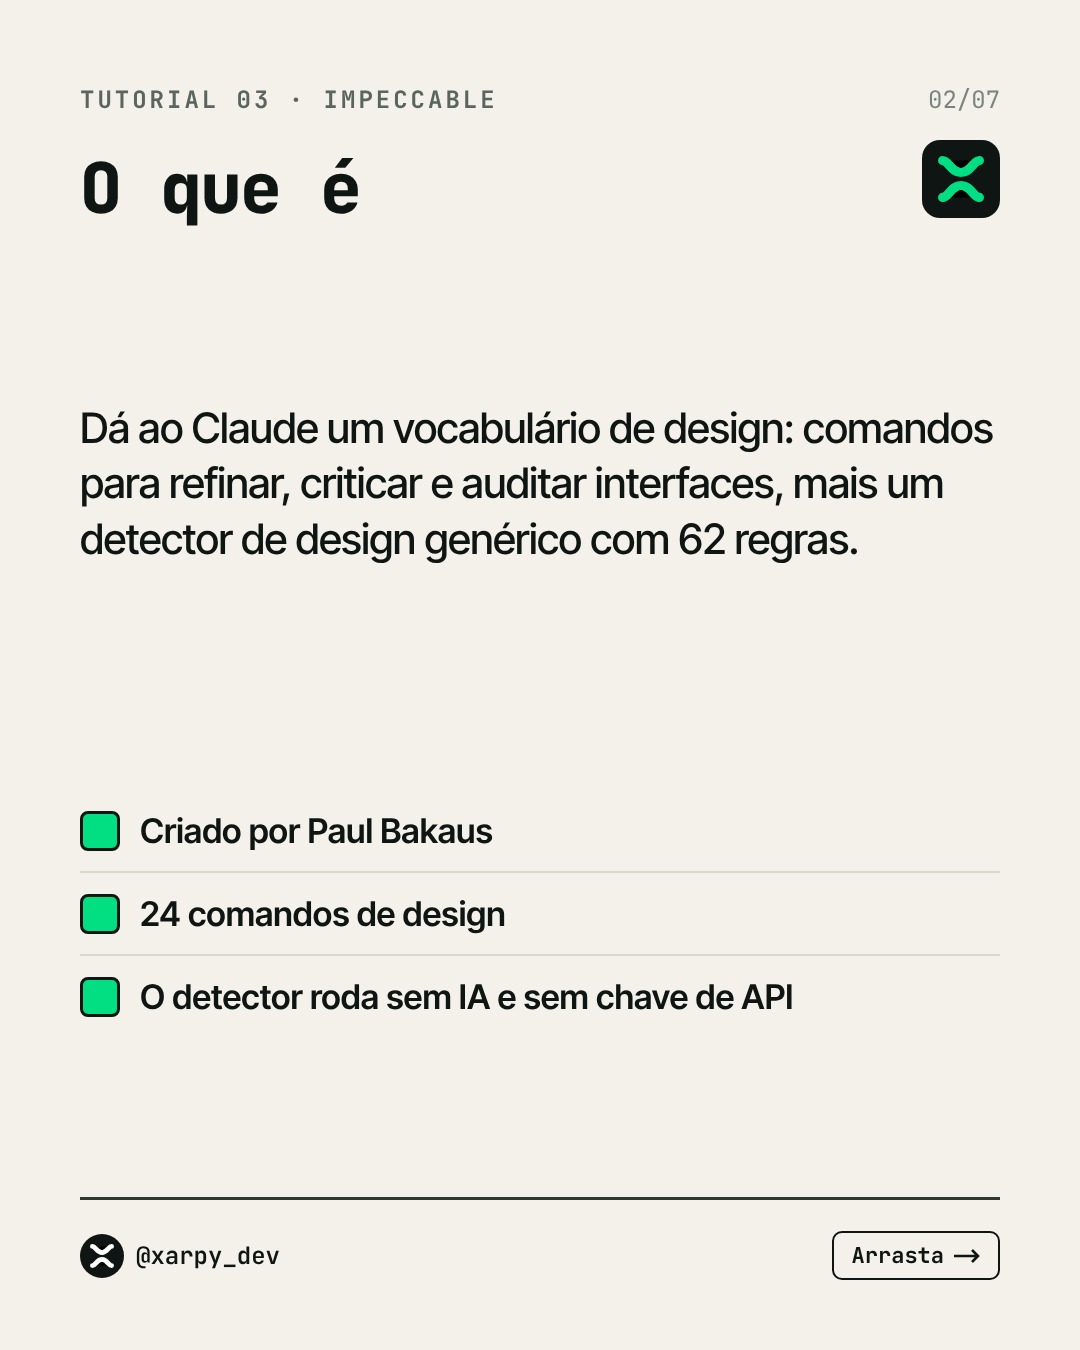 TUTORIAL 03 · IMPECCABLE
02/07
O que é
Dá ao Claude um vocabulário de design: comandos
para refinar, criticar e auditar interfaces, mais um
detector de design genérico com 62 regras.
Criado por Paul Bakaus
24 comandos de design
O detector roda sem IA e sem chave de API
@xarpy_dev
Arrasta →